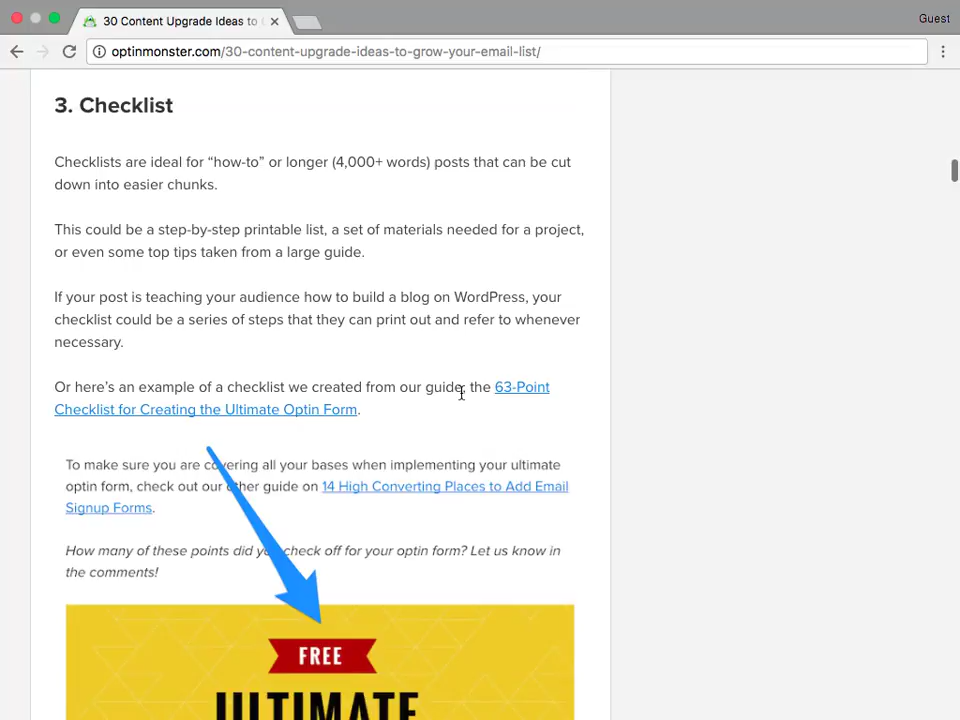 30 Content Upgrade Ideas to
Guest
optinmonster.com/30-content-upgrade-ideas-to-grow-your-email-list/
3. Checklist
Checklists are ideal for “how-to” or longer (4,000+ words) posts that can be cut
down into easier chunks.
This could be a step-by-step printable list, a set of materials needed for a project,
or even some top tips taken from a large guide.
If your post is teaching your audience how to build a blog on WordPress, your
checklist could be a series of steps that they can print out and refer to whenever
necessary.
Or here’s an example of a checklist we created from our guide, the 63-Point
Checklist for Creating the Ultimate Optin Form.
To make sure you are covering all your bases when implementing your ultimate
optin form, check out our other guide on 14 High Converting Places to Add Email
Signup Forms.
How many of these points did you check off for your optin form? Let us know in
the comments!
FREE
ULTIMATE